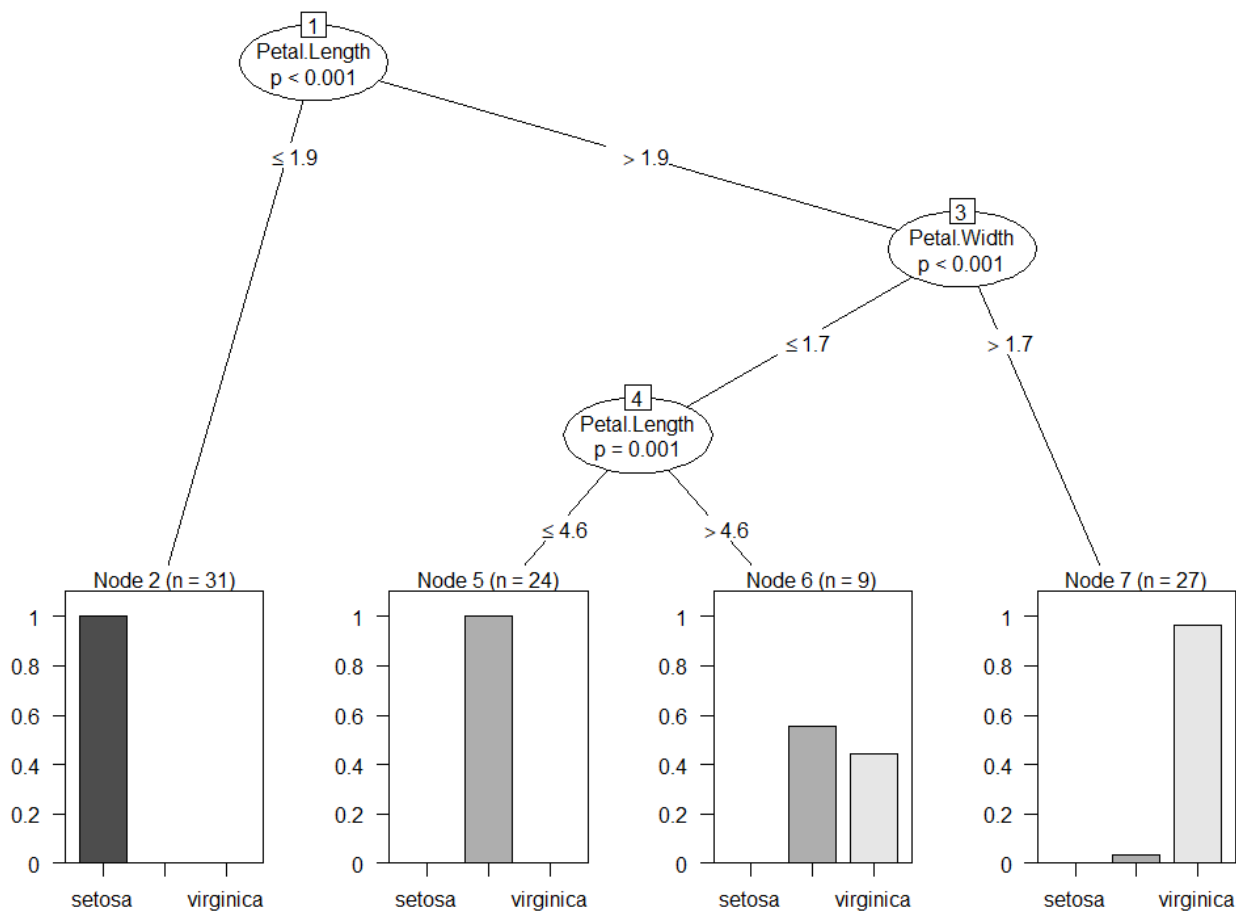 1
Petal.Length
p < 0.001
≤ 1.9
> 1.9
3
Petal.Width
p < 0.001
≤ 1.7
> 1.7
4
Petal.Length
p = 0.001
≤ 4.6
> 4.6
Node 2 (n = 31)
1
0.8
0.6
0.4
0.2
0
setosa
virginica
Node 5 (n = 24)
1
0.8
0.6
0.4
0.2
0
setosa
virginica
Node 6 (n = 9)
1
0.8
0.6
0.4
0.2
0
setosa
virginica
Node 7 (n = 27)
1
0.8
0.6
0.4
0.2
0
setosa
virginica